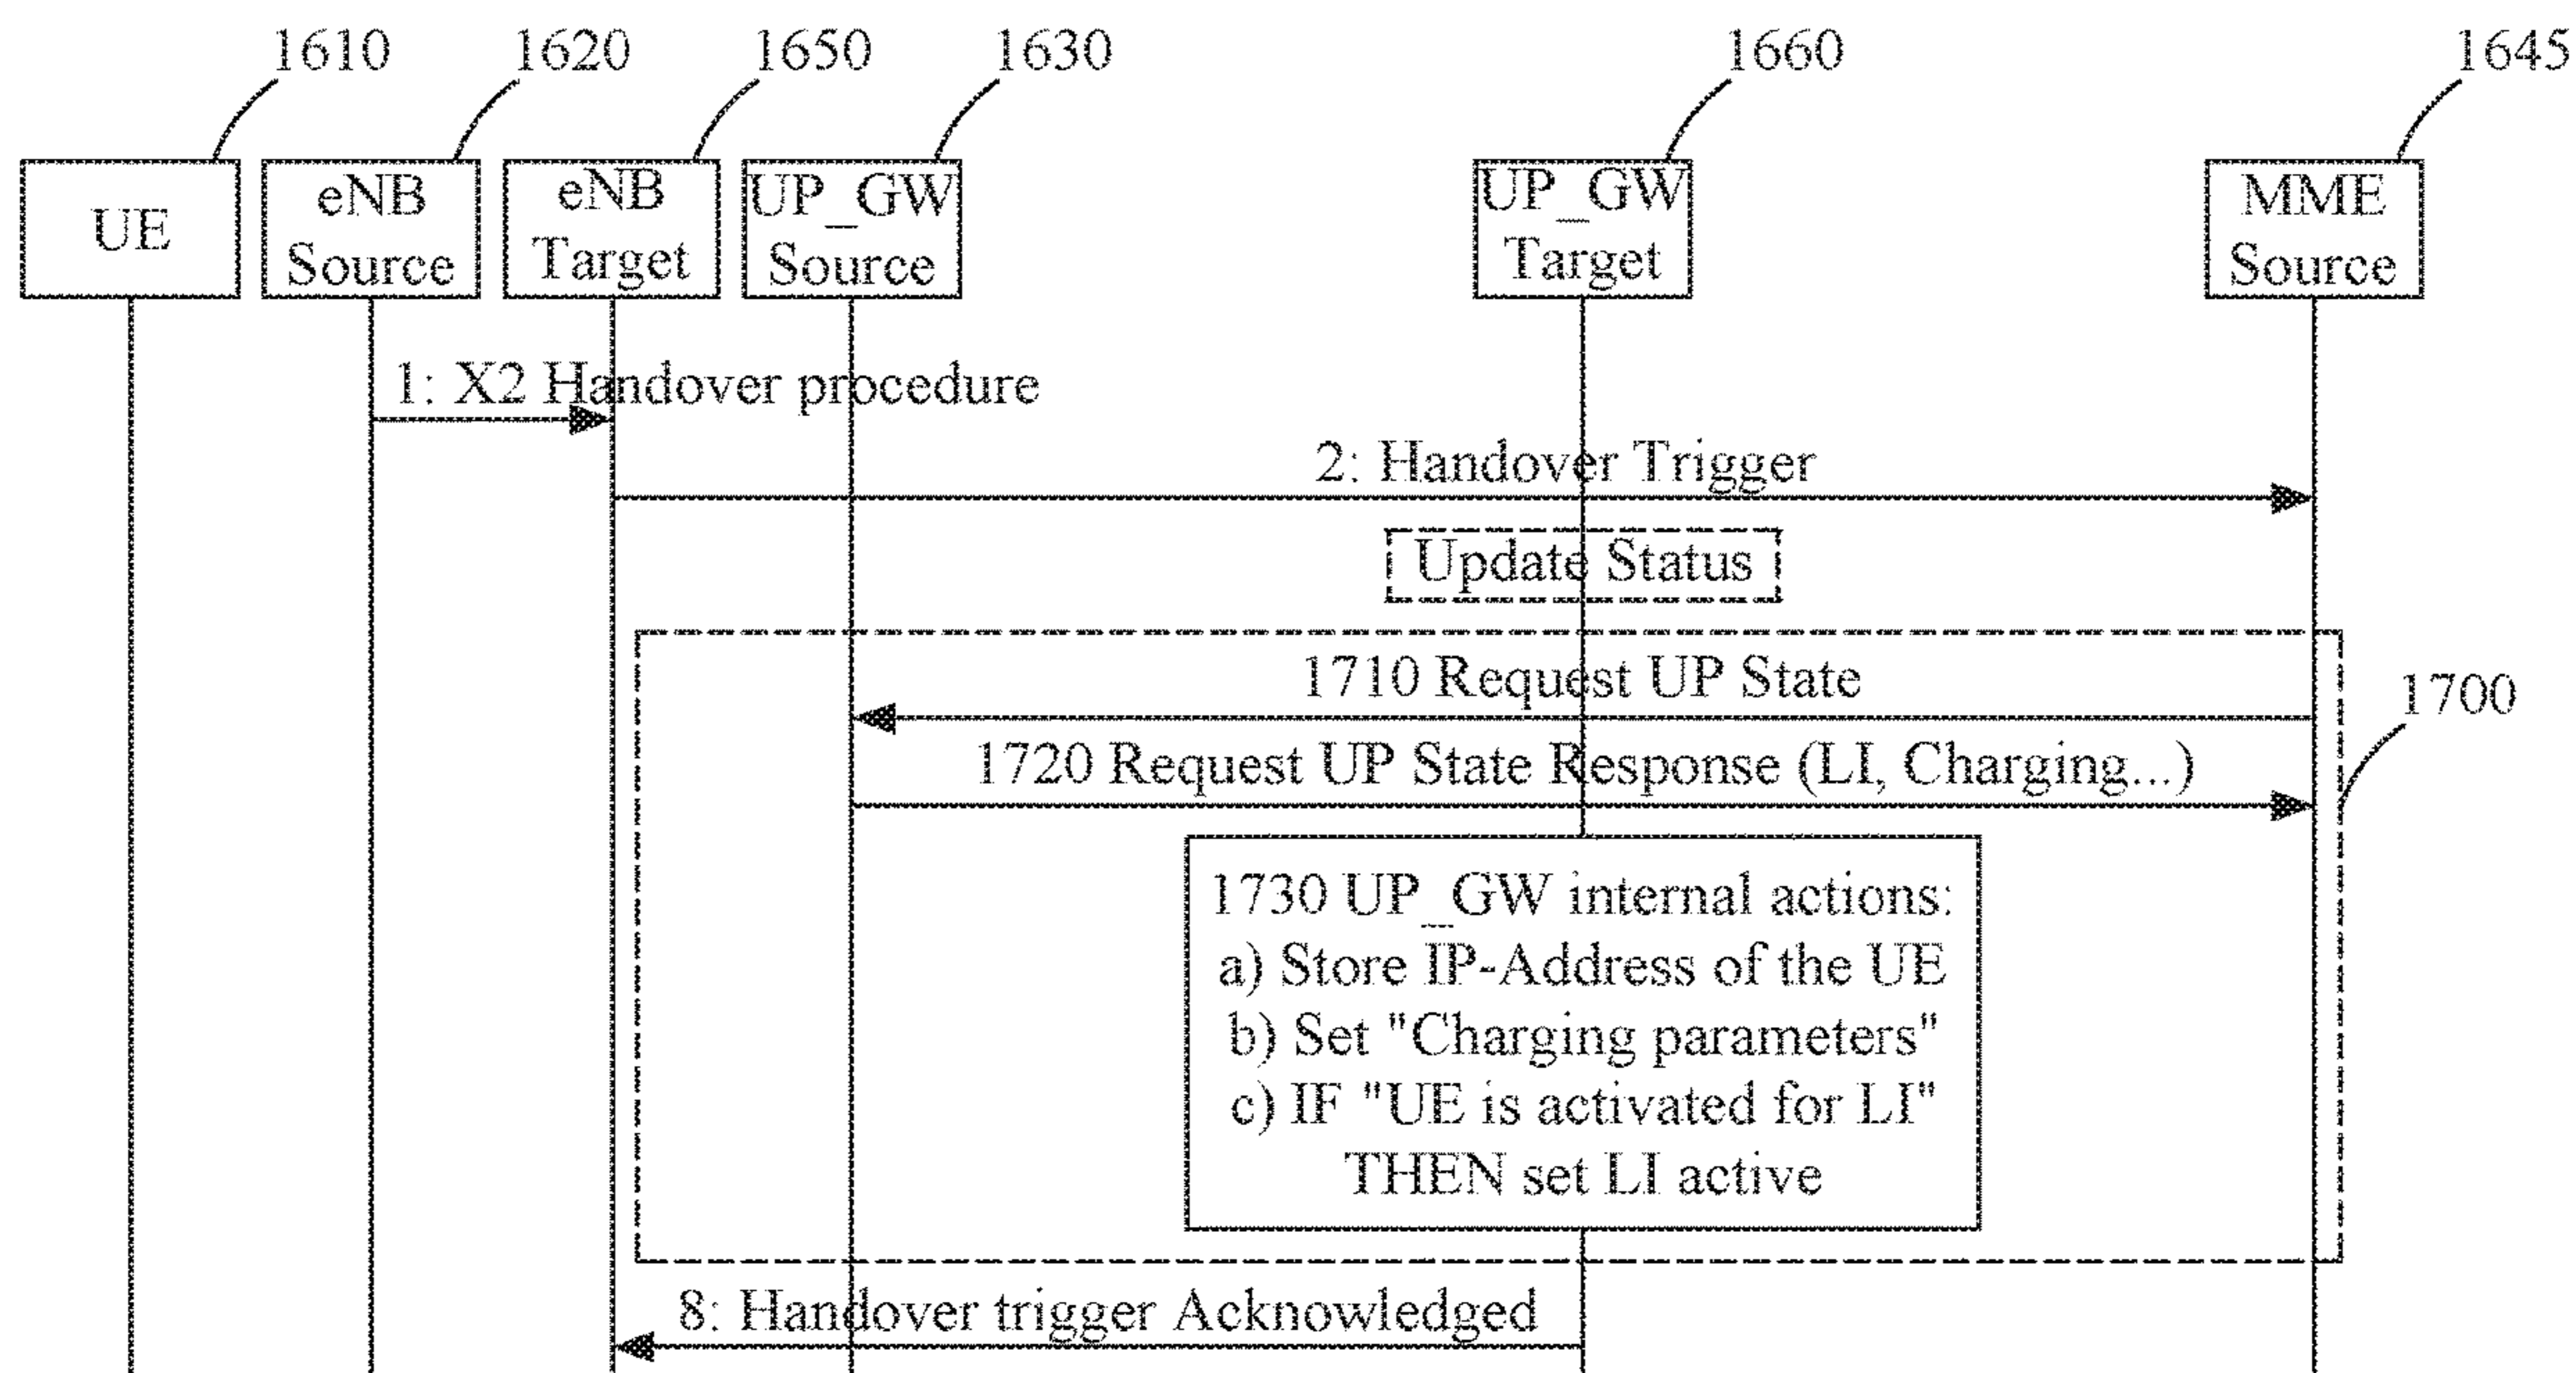 1610
1620
1650
1630
1660
1645
UE
eNB
Source
eNB
Target
UP_GW
Source
UP_GW
Target
MME
Source
1: X2 Handover procedure
2: Handover Trigger
Update Status
1710 Request UP State
1700
1720 Request UP State Response (LI, Charging...)
1730 UP_GW internal actions:
a) Store IP-Address of the UE
b) Set "Charging parameters"
c) IF "UE is activated for LI"
THEN set LI active
8: Handover trigger Acknowledged